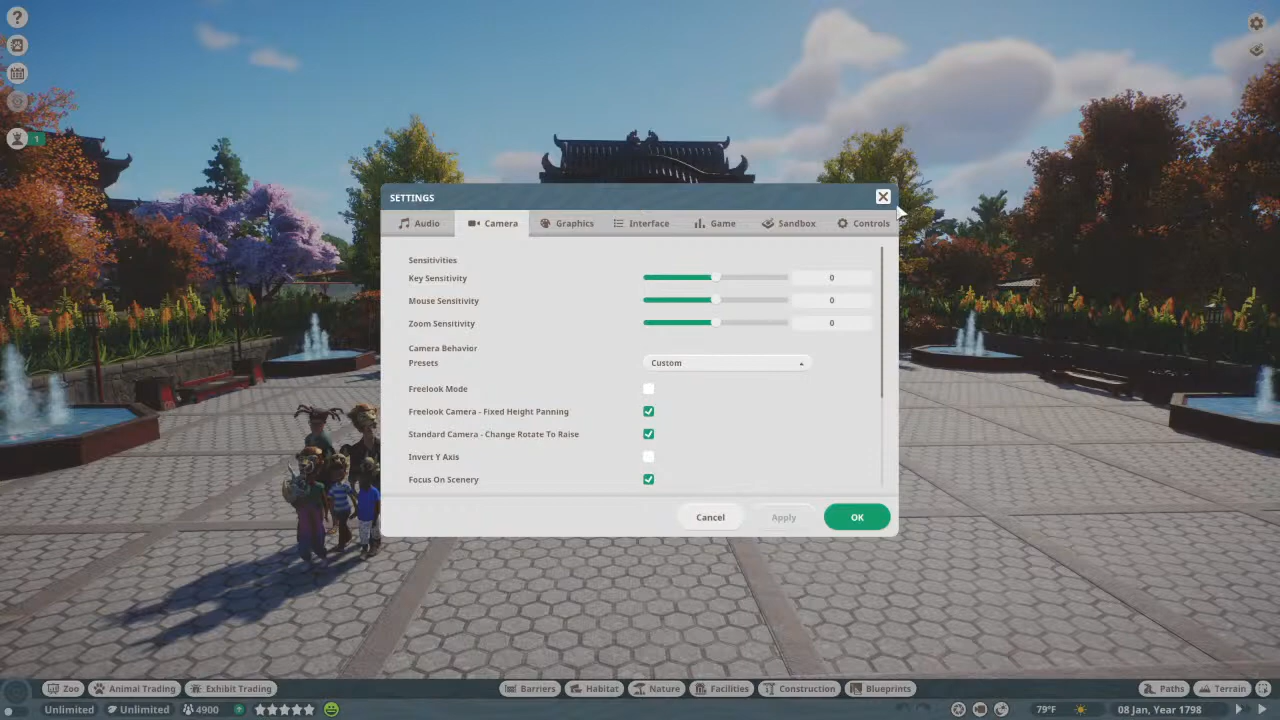 ?
1
SETTINGS
Audio Camera Graphics Interface Game Sandbox Controls
Sensitivities
Key Sensitivity 0
Mouse Sensitivity 0
Zoom Sensitivity 0
Camera Behavior
Presets Custom
Freelook Mode
Freelook Camera - Fixed Height Panning
Standard Camera - Change Rotate To Raise
Invert Y Axis
Focus On Scenery
Cancel Apply OK
Zoo Animal Trading Exhibit Trading Barriers Habitat Nature Facilities Construction Blueprints Paths Terrain
Unlimited Unlimited 4900 79°F 08 Jan, Year 1798